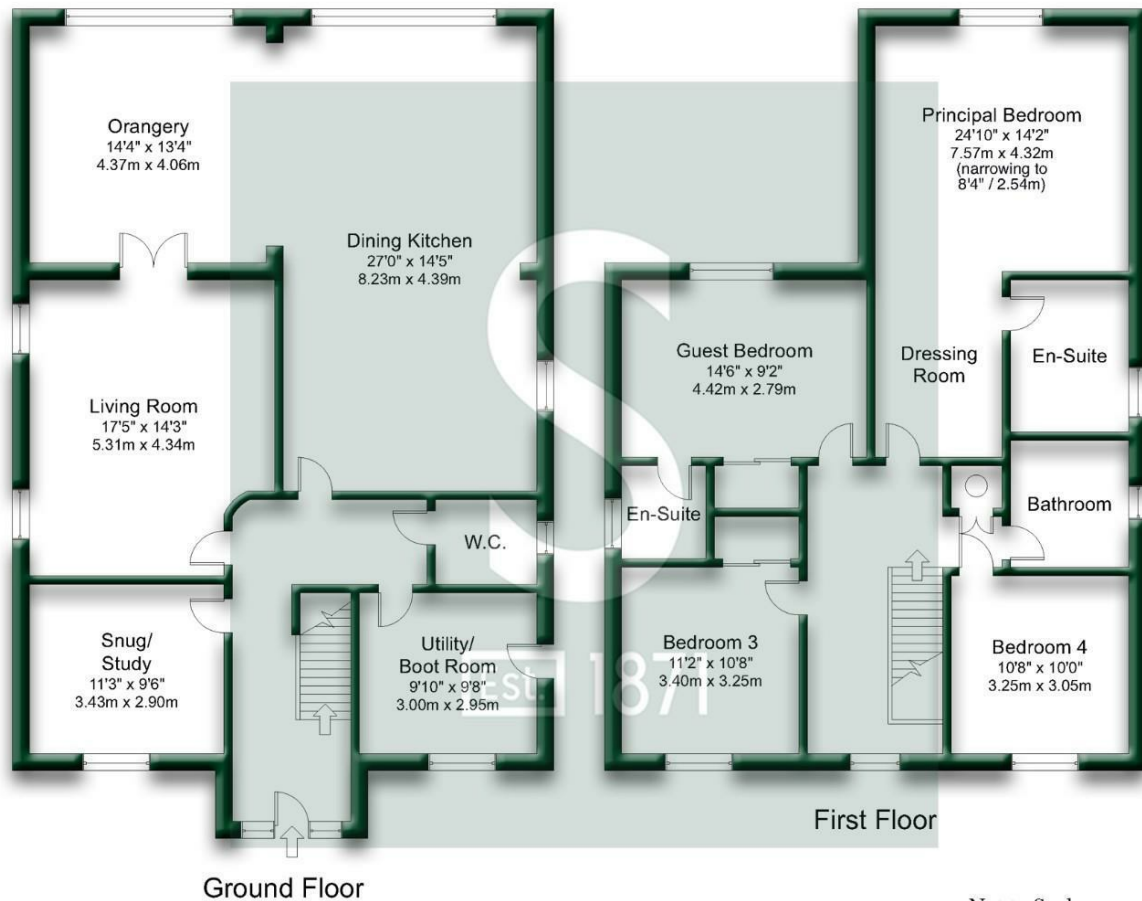 Orangery
14'4" x 13'4"
4.37m x 4.06m
Dining Kitchen
27'0" x 14'5"
8.23m x 4.39m
Living Room
17'5" x 14'3"
5.31m x 4.34m
W.C.
Snug/
Study
11'3" x 9'6"
3.43m x 2.90m
Utility/
Boot Room
9'10" x 9'8"
3.00m x 2.95m
Ground Floor
Principal Bedroom
24'10" x 14'2"
7.57m x 4.32m
(narrowing to
8'4" / 2.54m)
Guest Bedroom
14'6" x 9'2"
4.42m x 2.79m
Dressing
Room
En-Suite
En-Suite
Bathroom
Bedroom 3
11'2" x 10'8"
3.40m x 3.25m
Bedroom 4
10'8" x 10'0"
3.25m x 3.05m
First Floor
S
Est. 1871